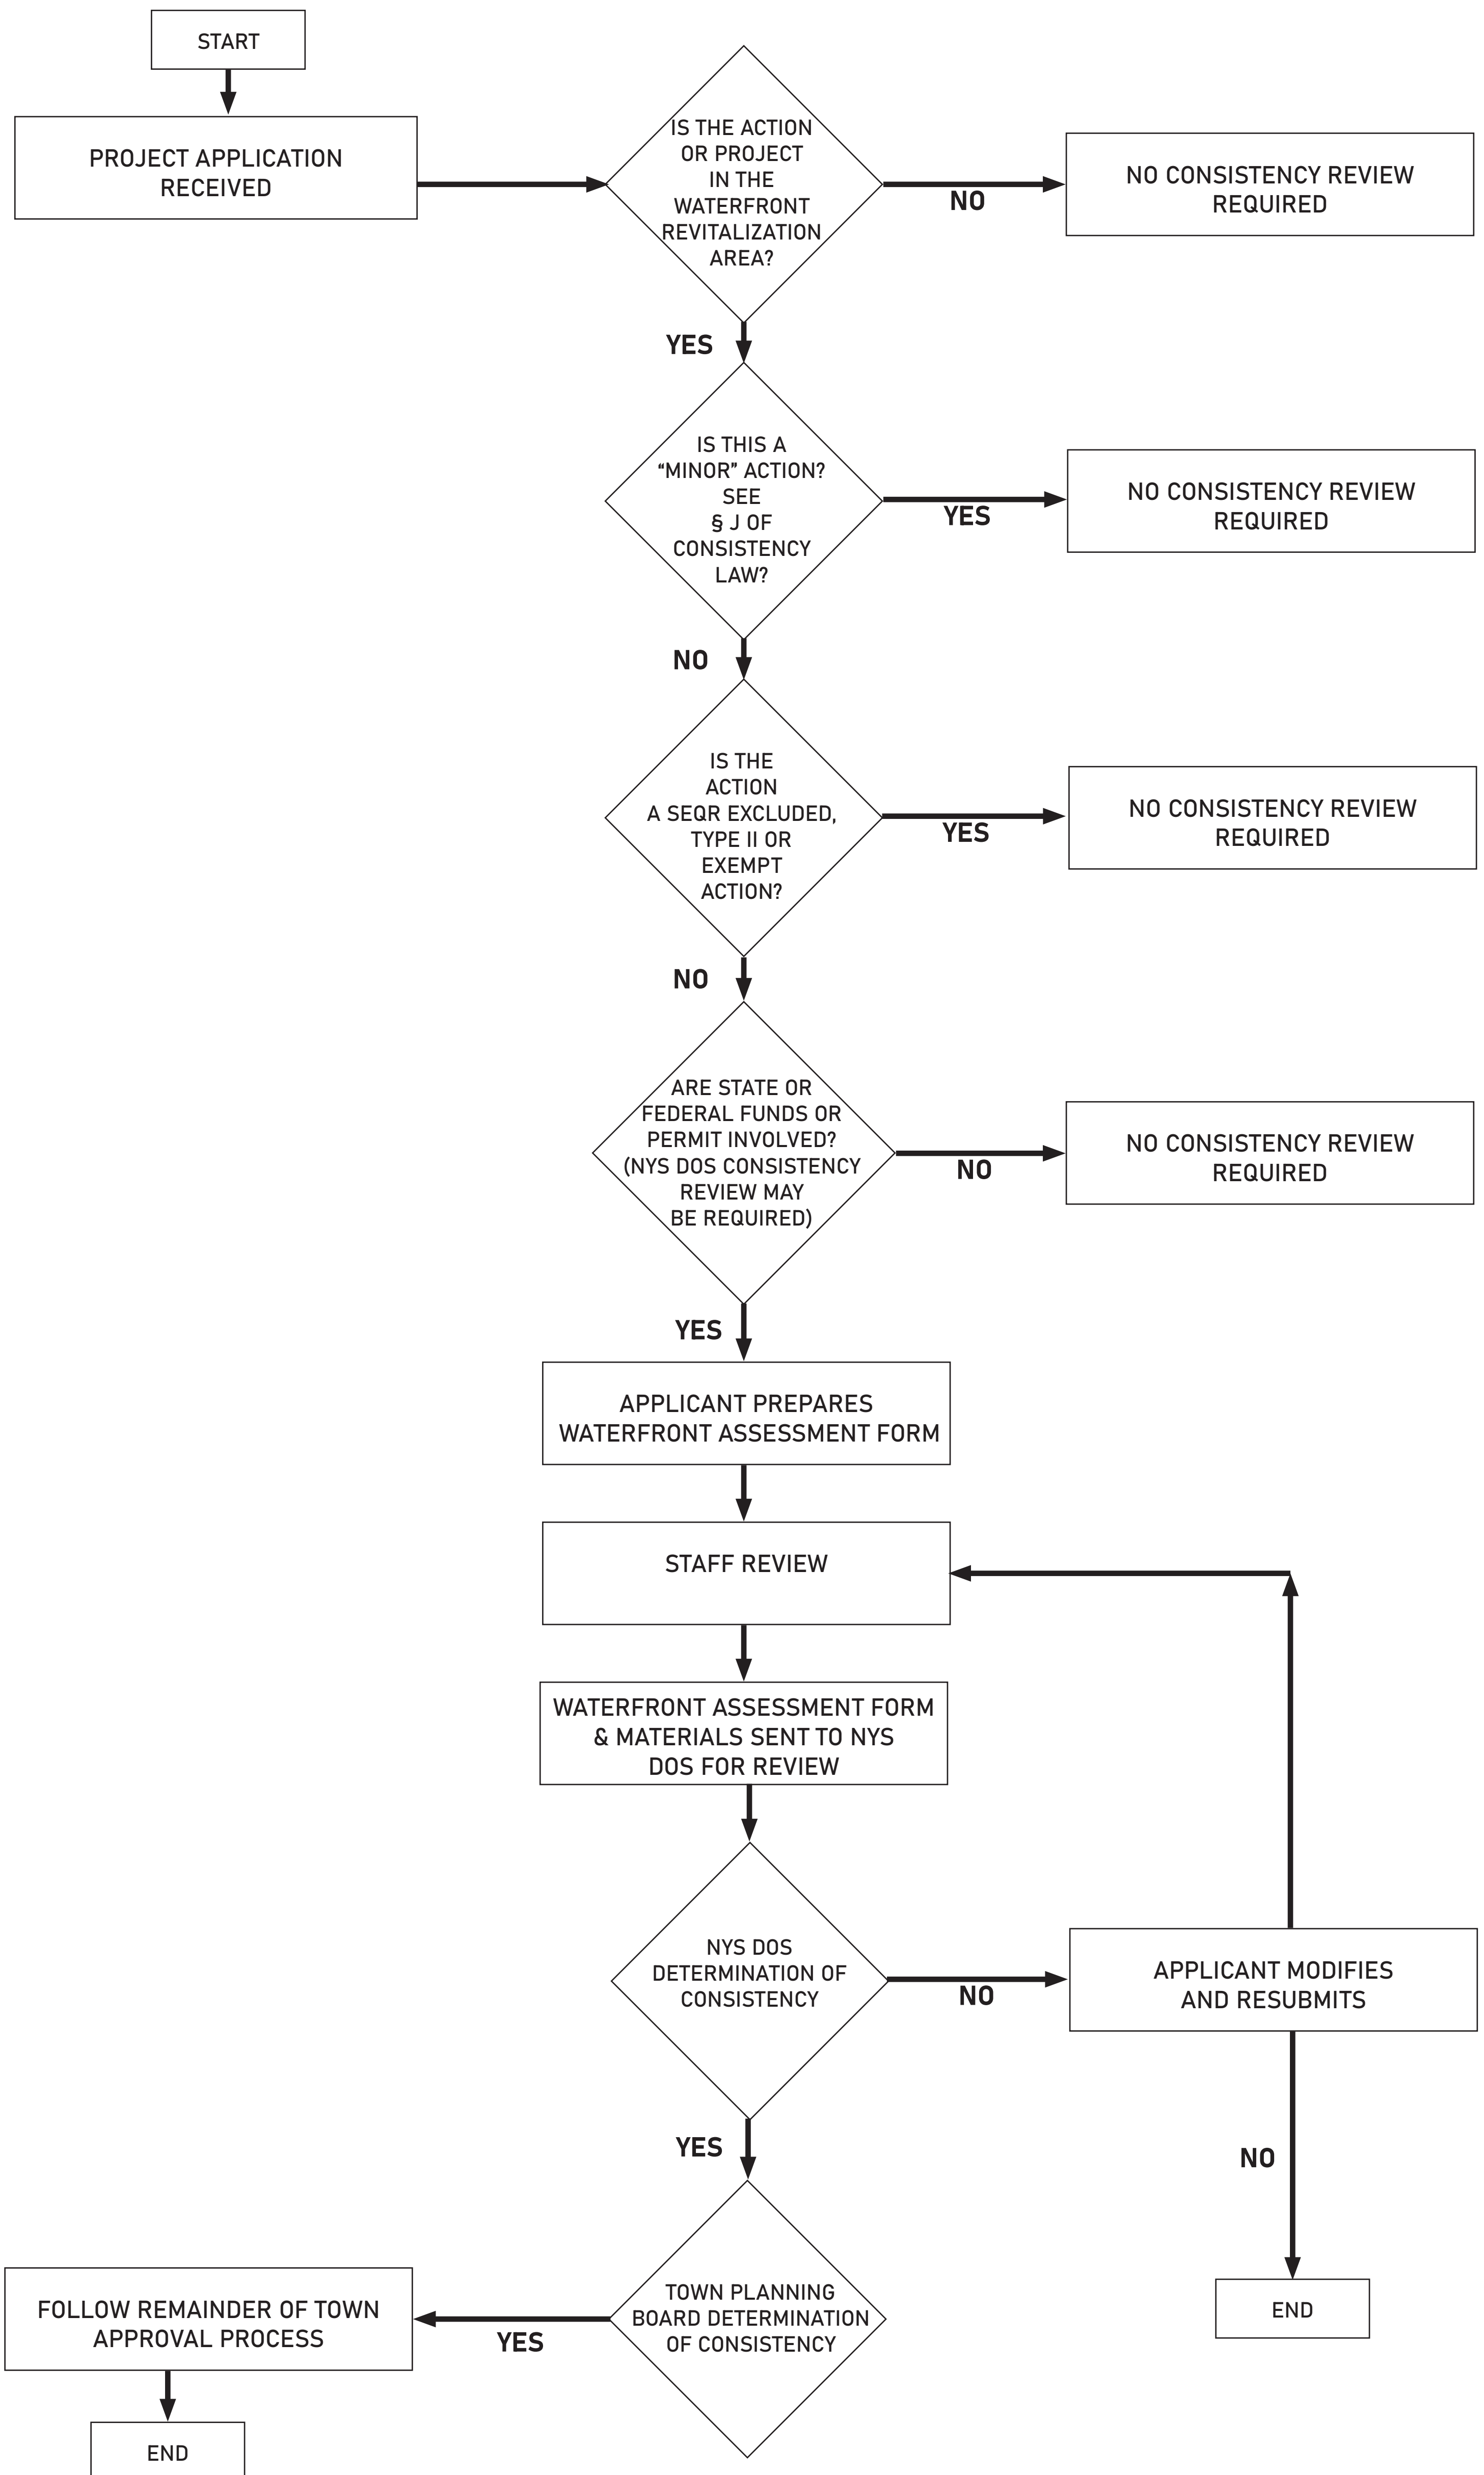 START
PROJECT APPLICATION
RECEIVED
IS THE ACTION
OR PROJECT
IN THE
WATERFRONT
REVITALIZATION
AREA?
NO
NO CONSISTENCY REVIEW
REQUIRED
YES
IS THIS A
“MINOR” ACTION?
SEE
§ J OF
CONSISTENCY
LAW?
YES
NO CONSISTENCY REVIEW
REQUIRED
NO
IS THE
ACTION
A SEQR EXCLUDED,
TYPE II OR
EXEMPT
ACTION?
YES
NO CONSISTENCY REVIEW
REQUIRED
NO
ARE STATE OR
FEDERAL FUNDS OR
PERMIT INVOLVED?
(NYS DOS CONSISTENCY
REVIEW MAY
BE REQUIRED)
NO
NO CONSISTENCY REVIEW
REQUIRED
YES
APPLICANT PREPARES
WATERFRONT ASSESSMENT FORM
STAFF REVIEW
WATERFRONT ASSESSMENT FORM
& MATERIALS SENT TO NYS
DOS FOR REVIEW
NYS DOS
DETERMINATION OF
CONSISTENCY
NO
APPLICANT MODIFIES
AND RESUBMITS
YES
NO
END
TOWN PLANNING
BOARD DETERMINATION
OF CONSISTENCY
YES
FOLLOW REMAINDER OF TOWN
APPROVAL PROCESS
END